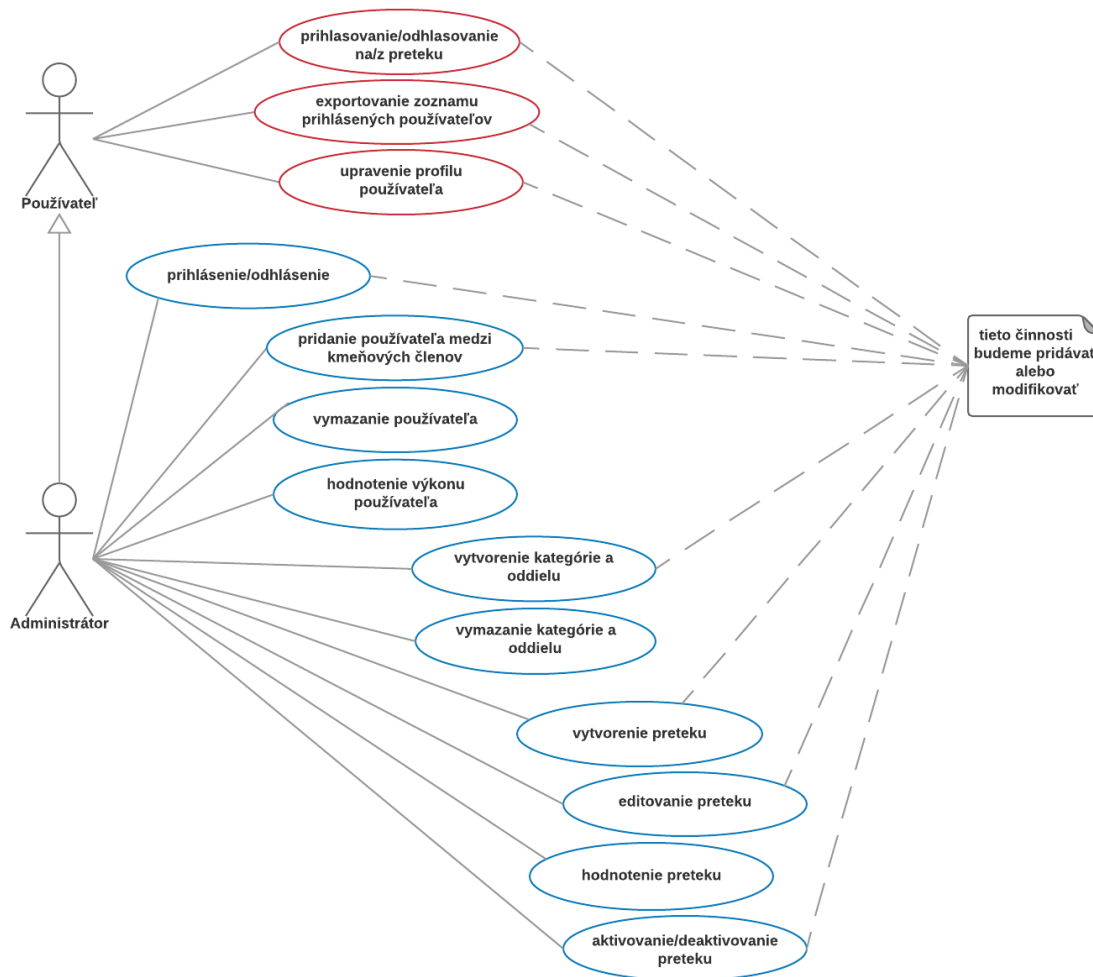 prihlasovanie/odhlasovanie
na/z preteku
exportovanie zoznamu
prihlásených používateľov
upravenie profilu
používateľa
Používateľ
prihlásenie/odhlásenie
pridanie používateľa medzi
kmeňových členov
tieto činnosti
budeme pridávať
alebo
modifikovať
vymazanie používateľa
hodnotenie výkonu
používateľa
vytvorenie kategórie a
oddielu
Administrátor
vymazanie kategórie a
oddielu
vytvorenie preteku
editovanie preteku
hodnotenie preteku
aktivovanie/deaktivovanie
preteku